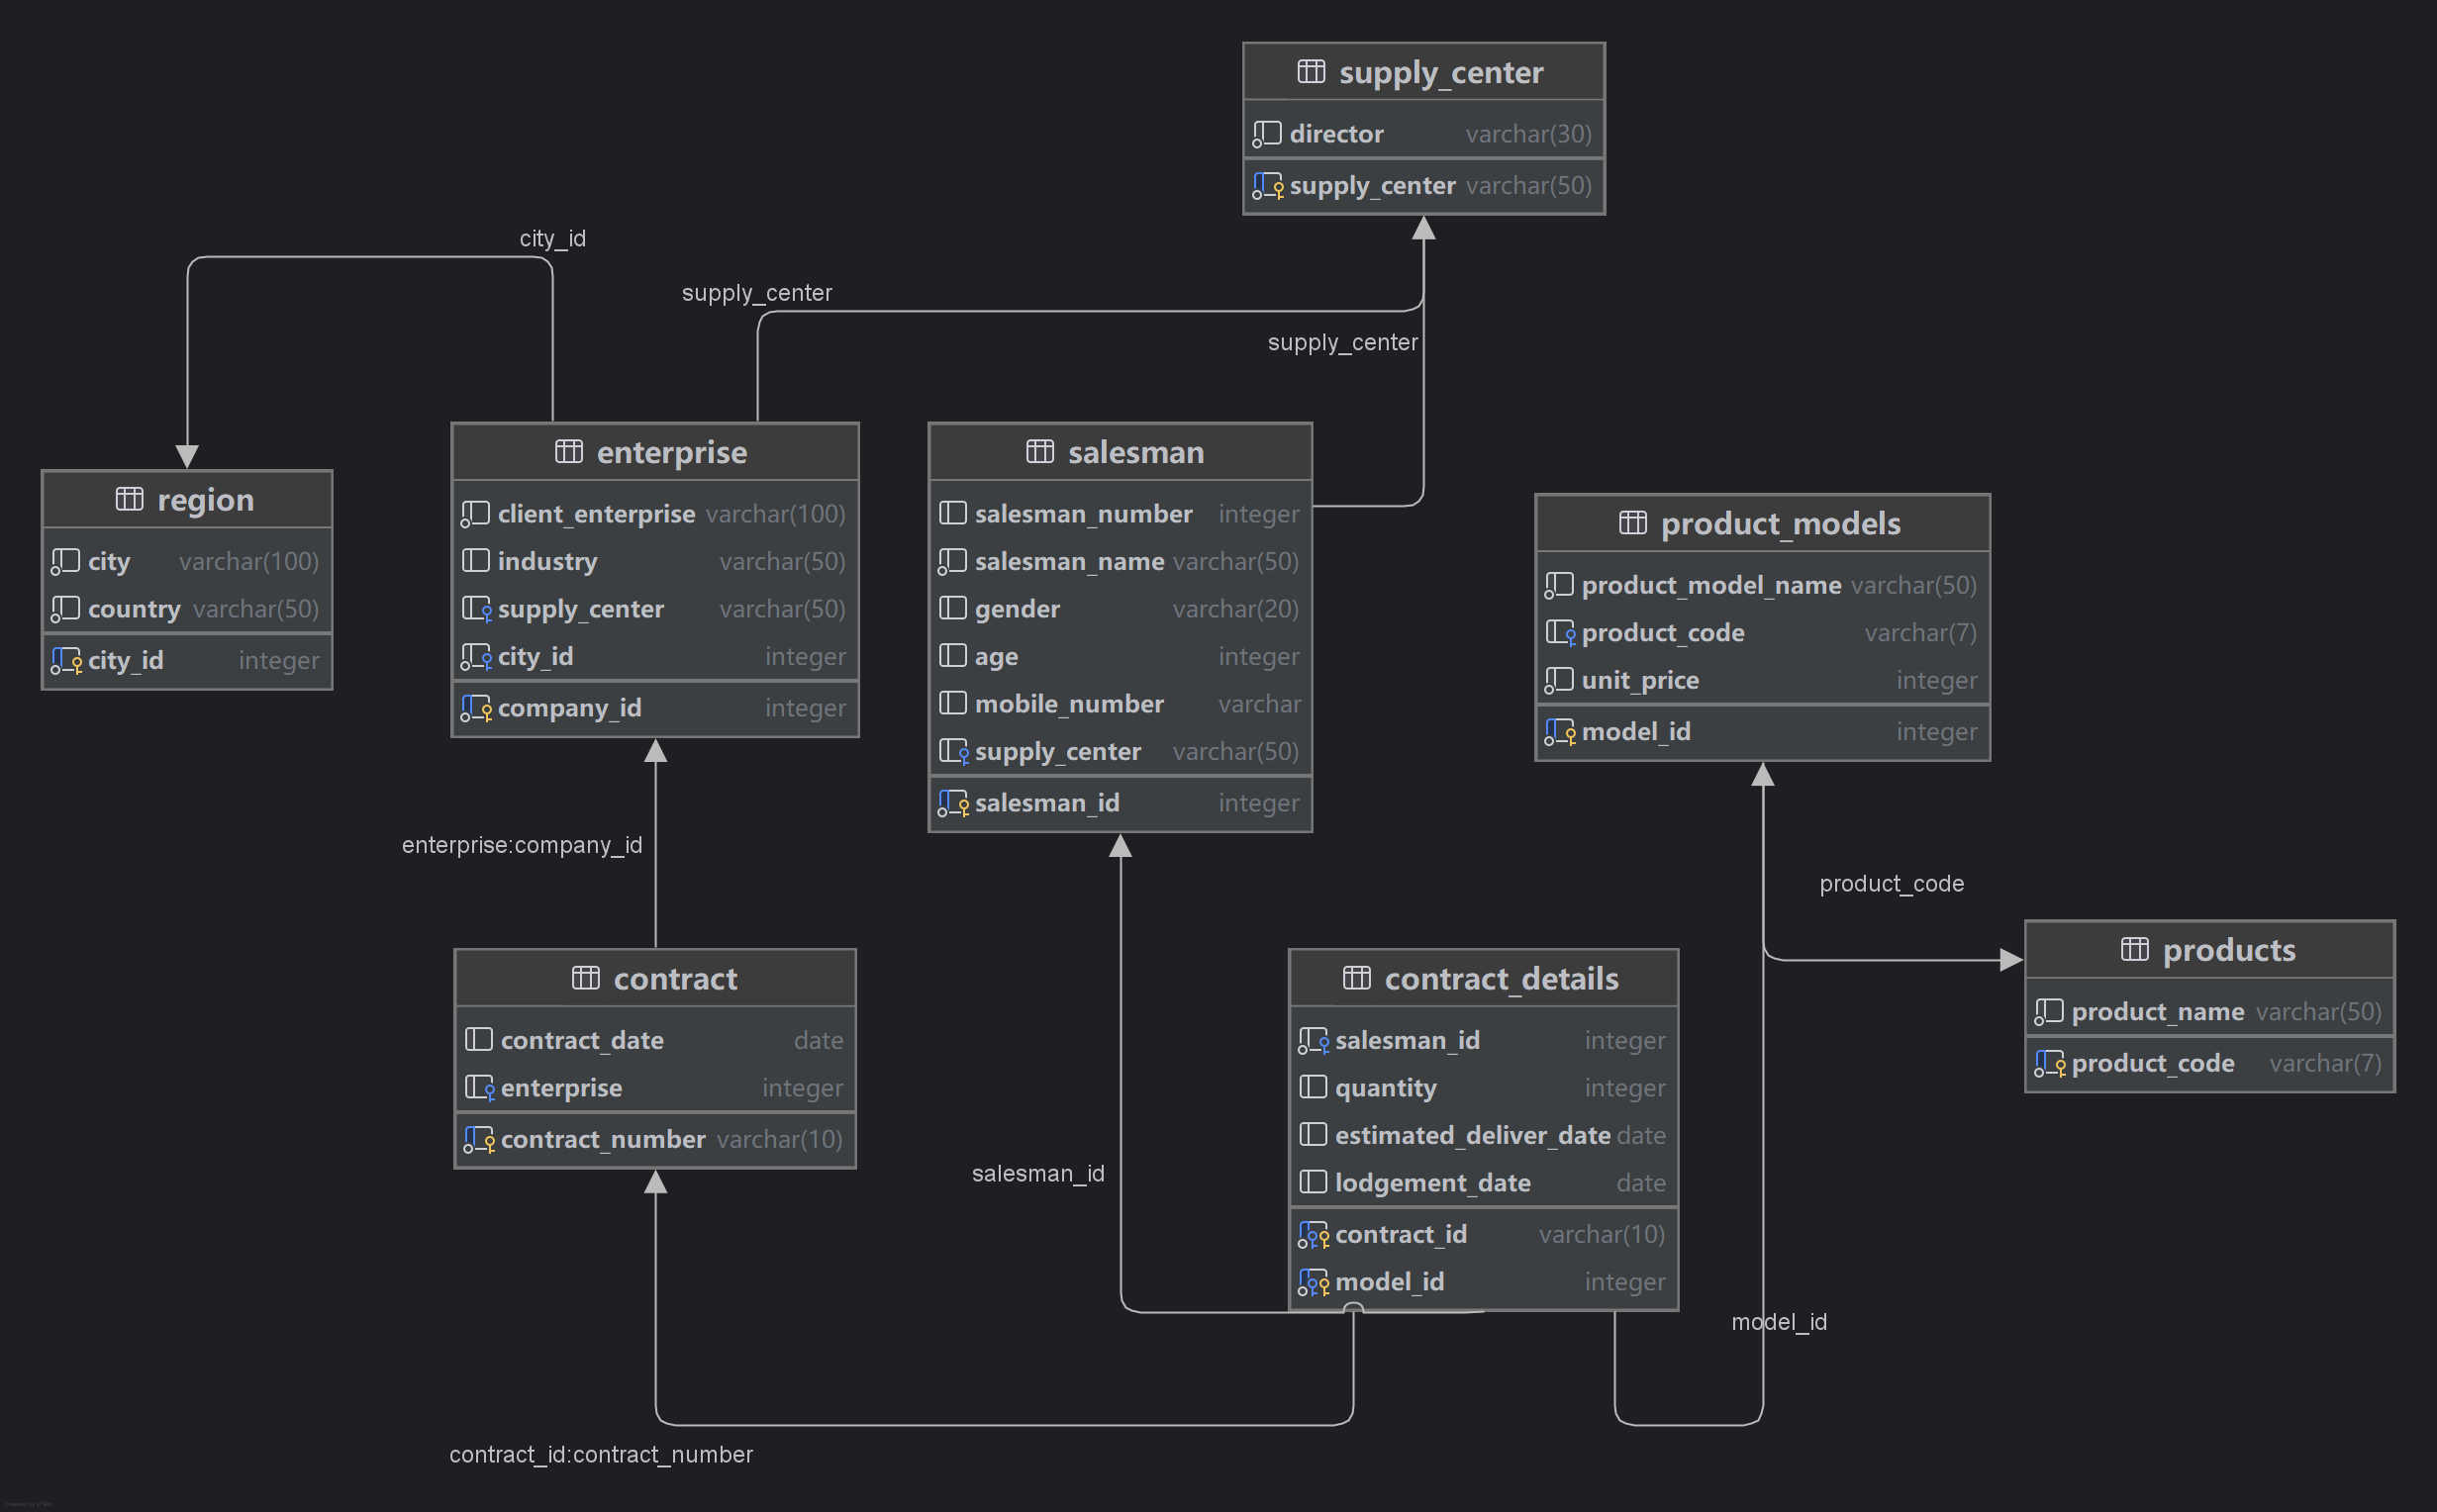 supply_center
director varchar(30)
supply_center varchar(50)
city_id
supply_center
supply_center
region
city varchar(100)
country varchar(50)
city_id integer
enterprise
client_enterprise varchar(100)
industry varchar(50)
supply_center varchar(50)
city_id integer
company_id integer
salesman
salesman_number integer
salesman_name varchar(50)
gender varchar(20)
age integer
mobile_number varchar
supply_center varchar(50)
salesman_id integer
product_models
product_model_name varchar(50)
product_code varchar(7)
unit_price integer
model_id integer
enterprise:company_id
product_code
contract
contract_date date
enterprise integer
contract_number varchar(10)
salesman_id
contract_details
salesman_id integer
quantity integer
estimated_deliver_date date
lodgement_date date
contract_id varchar(10)
model_id integer
products
product_name varchar(50)
product_code varchar(7)
model_id
contract_id:contract_number
Powered by yFiles